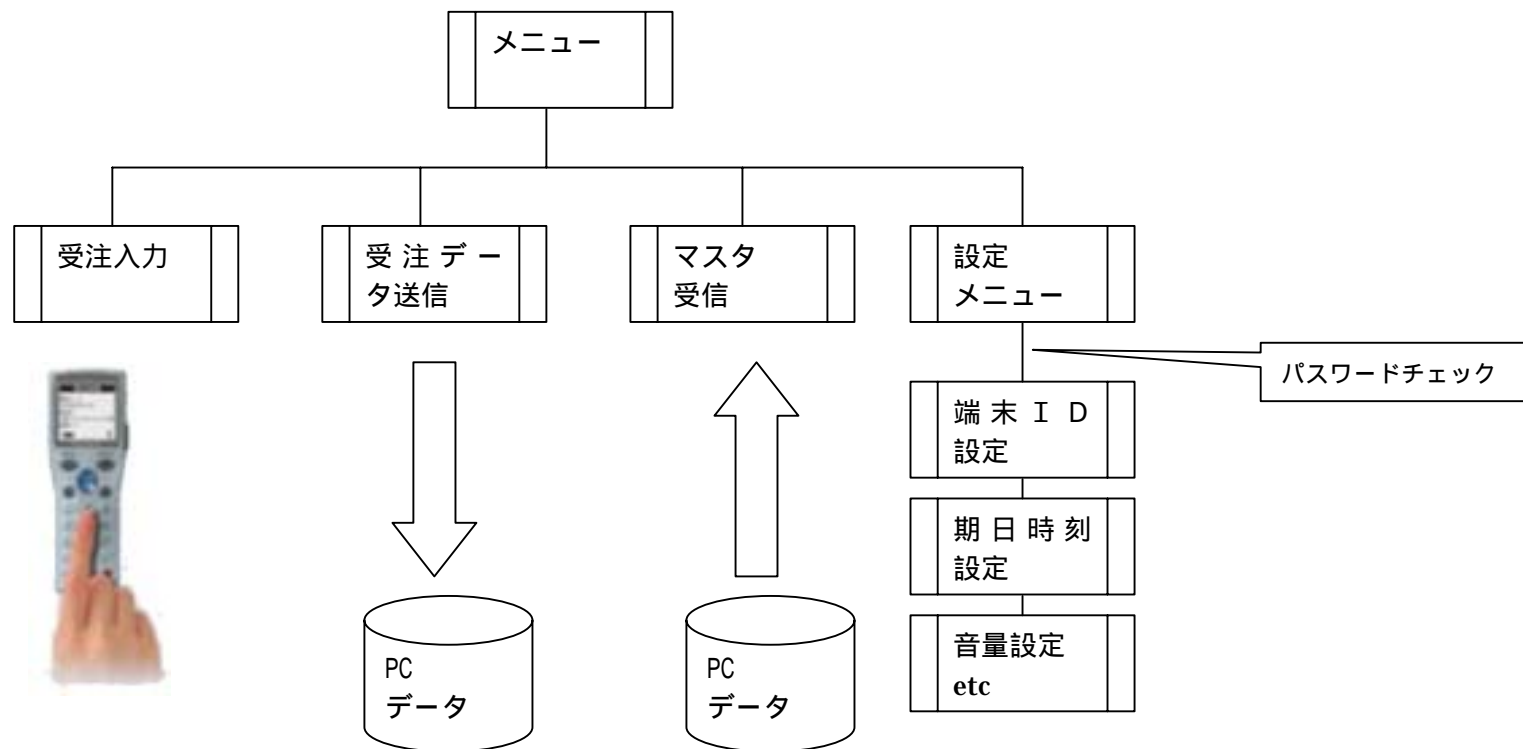 メニュー
受注入力
受注デー
タ送信
マスタ
受信
設定
メニュー
パスワードチェック
端末ＩＤ
設定
期日時刻
設定
音量設定
etc
PC
データ
PC
データ